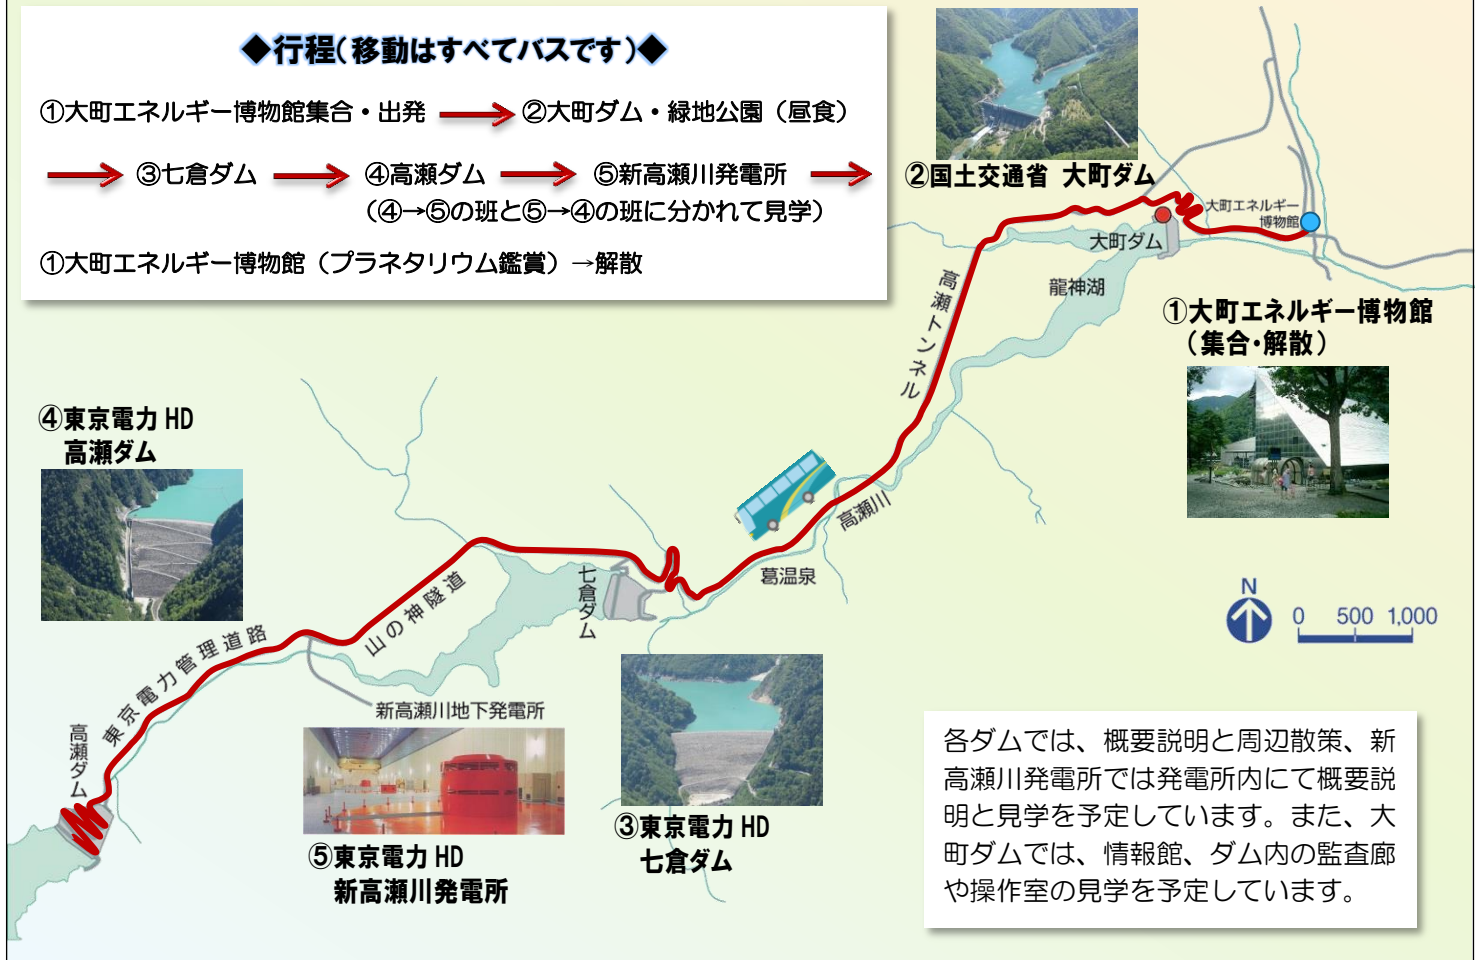 ◆行程(移動はすべてバスです)◆
①大町エネルギー博物館集合・出発 → ②大町ダム・緑地公園（昼食）
→ ③七倉ダム → ④高瀬ダム → ⑤新高瀬川発電所 →
（④→⑤の班と⑤→④の班に分かれて見学）
①大町エネルギー博物館（プラネタリウム鑑賞）→解散
②国土交通省 大町ダム
大町エネルギー
博物館
大町ダム
龍神湖
高瀬トンネル
①大町エネルギー博物館
（集合･解散）
④東京電力 HD
高瀬ダム
高瀬川
葛温泉
七倉ダム
山の神隧道
東京電力管理道路
高瀬ダム
新高瀬川地下発電所
N
0 500 1,000
③東京電力 HD
七倉ダム
⑤東京電力 HD
新高瀬川発電所
各ダムでは、概要説明と周辺散策、新
高瀬川発電所では発電所内にて概要説
明と見学を予定しています。また、大
町ダムでは、情報館、ダム内の監査廊
や操作室の見学を予定しています。